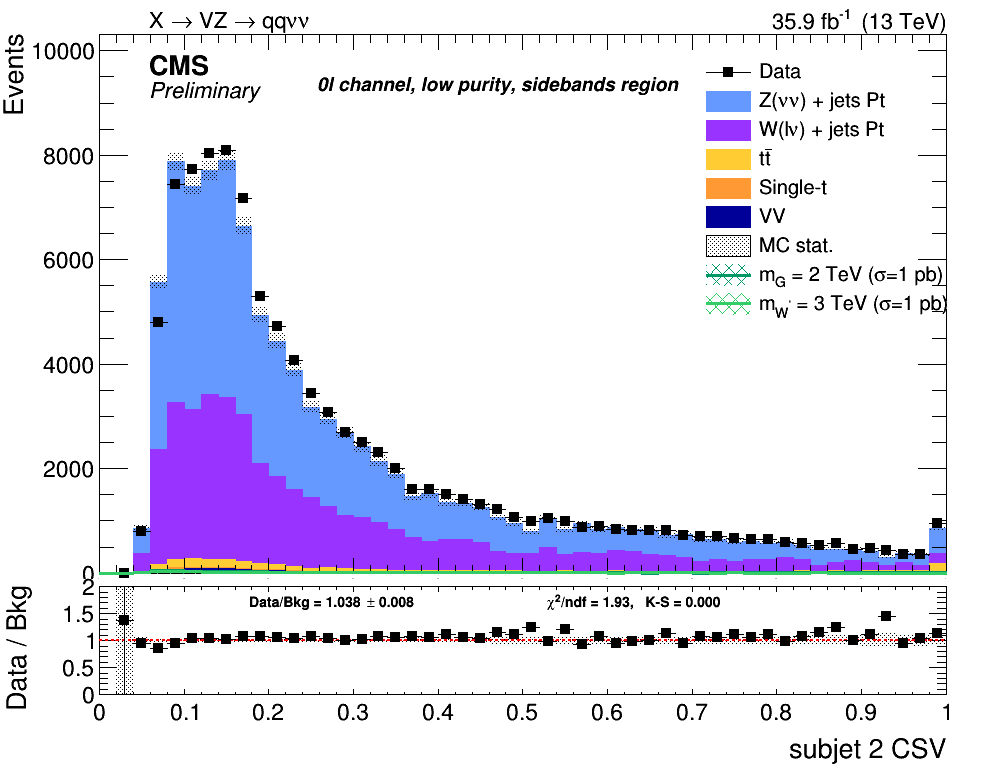 X → VZ → qqνν
35.9 fb⁻¹ (13 TeV)
CMS
Preliminary
0l channel, low purity, sidebands region
Data
Z(νν) + jets Pt
W(lν) + jets Pt
tt̄
Single-t
VV
MC stat.
m_G = 2 TeV (σ=1 pb)
m_W' = 3 TeV (σ=1 pb)
Events
10000
8000
6000
4000
2000
0
Data / Bkg
Data/Bkg = 1.038 ± 0.008
χ²/ndf = 1.93, K-S = 0.000
2
1.5
1
0.5
0
0 0.1 0.2 0.3 0.4 0.5 0.6 0.7 0.8 0.9 1
subjet 2 CSV